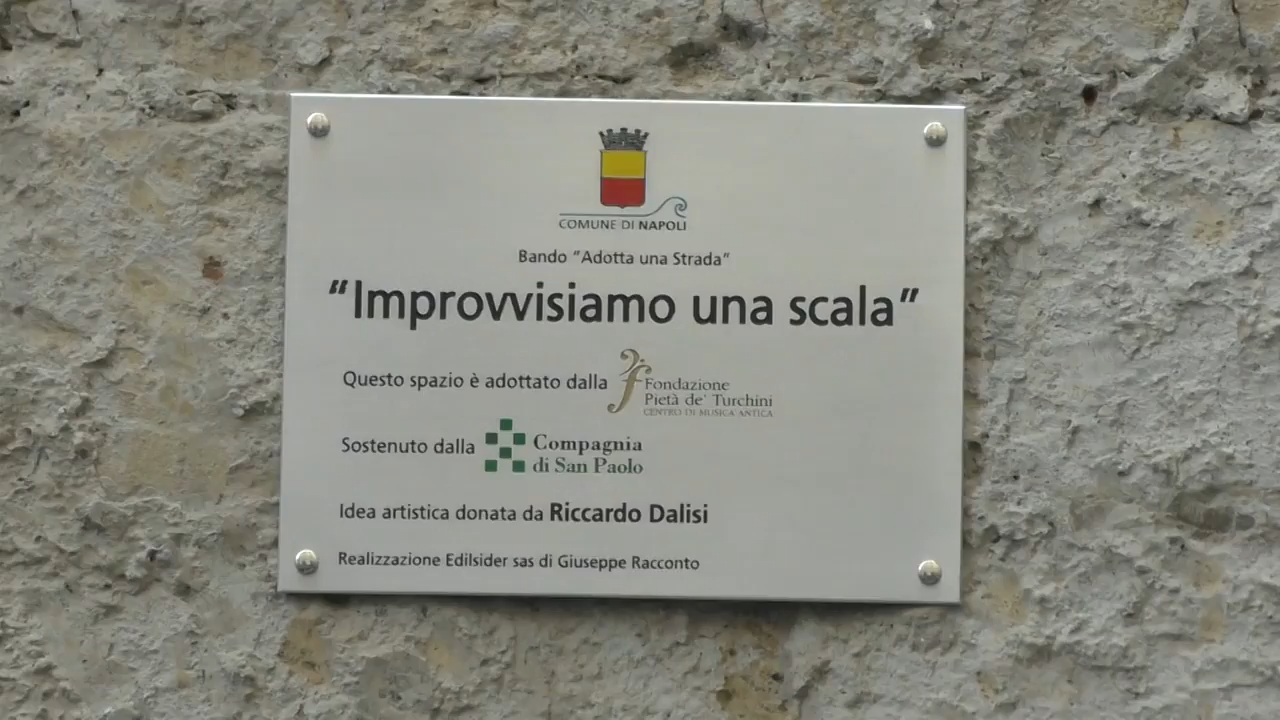 COMUNE DI NAPOLI
Bando "Adotta una Strada"
"Improvvisiamo una scala"
Questo spazio è adottato dalla Fondazione
Pietà de' Turchini
CENTRO DI MUSICA ANTICA
Sostenuto dalla Compagnia
di San Paolo
Idea artistica donata da Riccardo Dalisi
Realizzazione Edilsider sas di Giuseppe Racconto